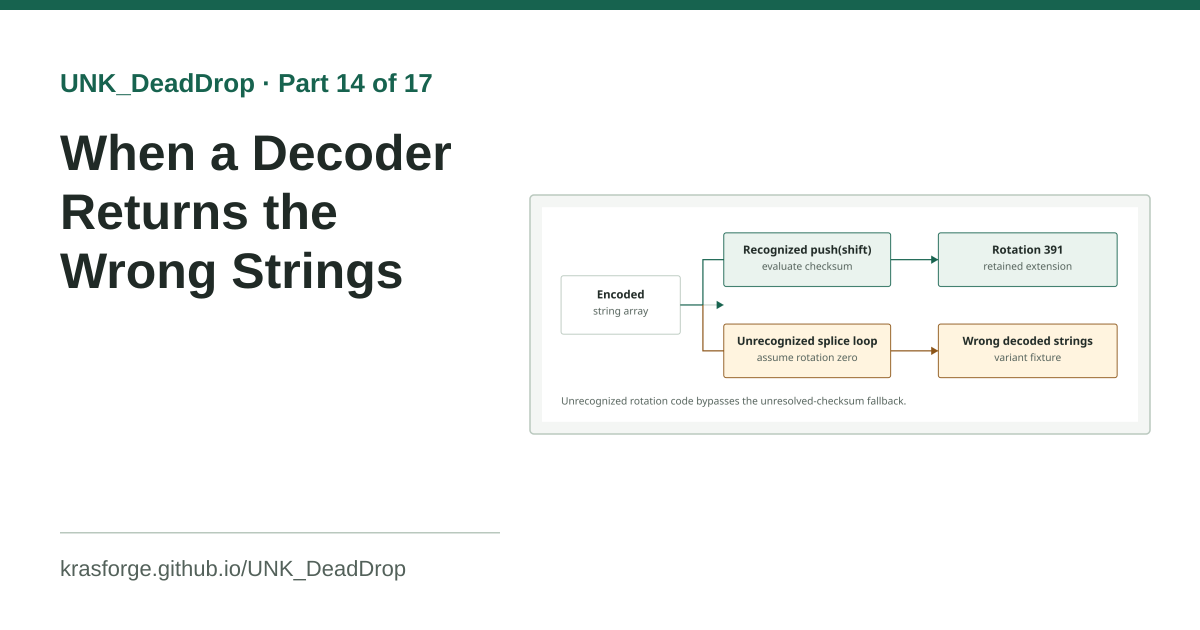 UNK_DeadDrop · Part 14 of 17
When a Decoder
Returns the
Wrong Strings
Encoded
string array
Recognized push(shift)
evaluate checksum
Rotation 391
retained extension
Unrecognized splice loop
assume rotation zero
Wrong decoded strings
variant fixture
Unrecognized rotation code bypasses the unresolved-checksum fallback.
krasforge.github.io/UNK_DeadDrop